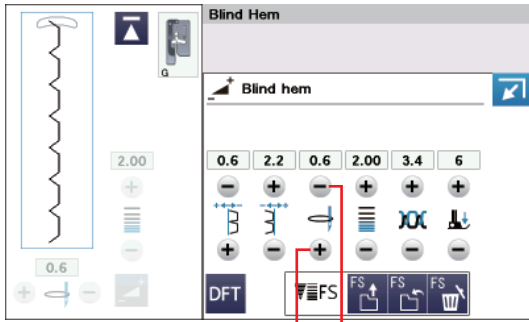 Blind Hem
G
Blind hem
2.00
0.6 2.2 0.6 2.00 3.4 6
0.6
DFT FS FS FS FS